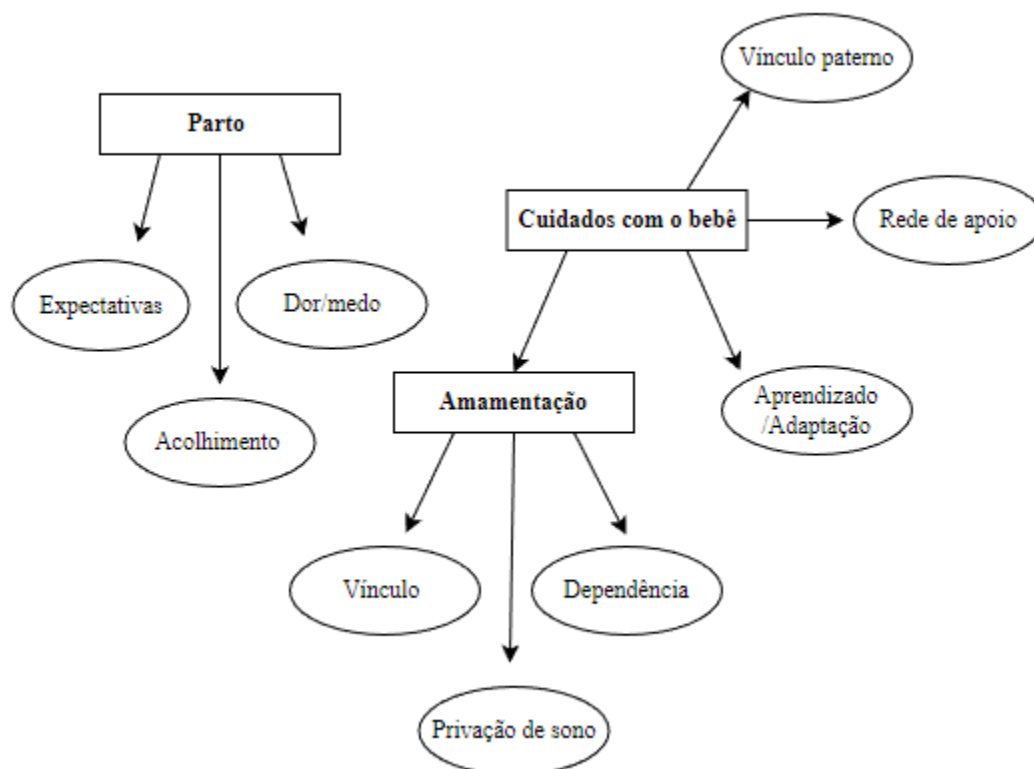 Vínculo paterno
Parto
Cuidados com o bebê
Rede de apoio
Expectativas
Dor/medo
Amamentação
Aprendizado
/Adaptação
Acolhimento
Vínculo
Dependência
Privação de sono